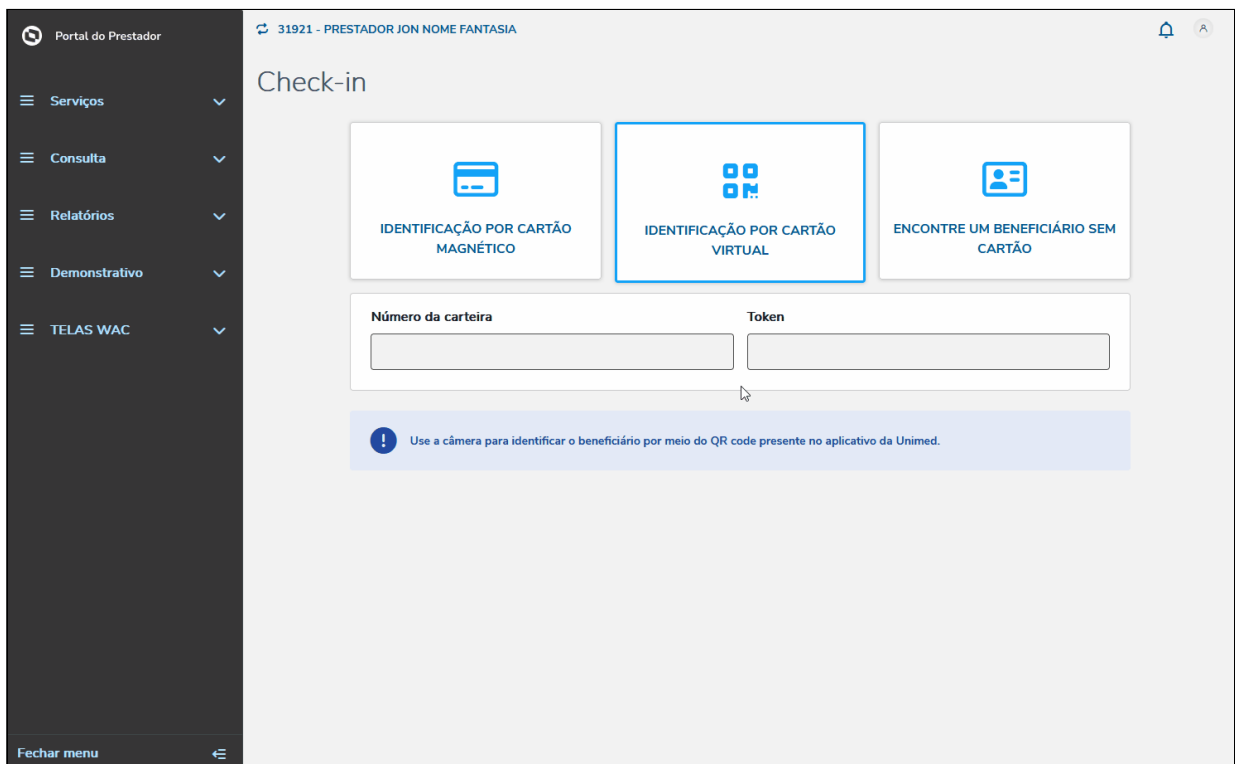 Portal do Prestador
31921 - PRESTADOR JON NOME FANTASIA
Check-in
Serviços
Consulta
Relatórios
Demonstrativo
TELAS WAC
IDENTIFICAÇÃO POR CARTÃO
MAGNÉTICO
IDENTIFICAÇÃO POR CARTÃO
VIRTUAL
ENCONTRE UM BENEFICIÁRIO SEM
CARTÃO
Número da carteira
Token
Use a câmera para identificar o beneficiário por meio do QR code presente no aplicativo da Unimed.
Fechar menu